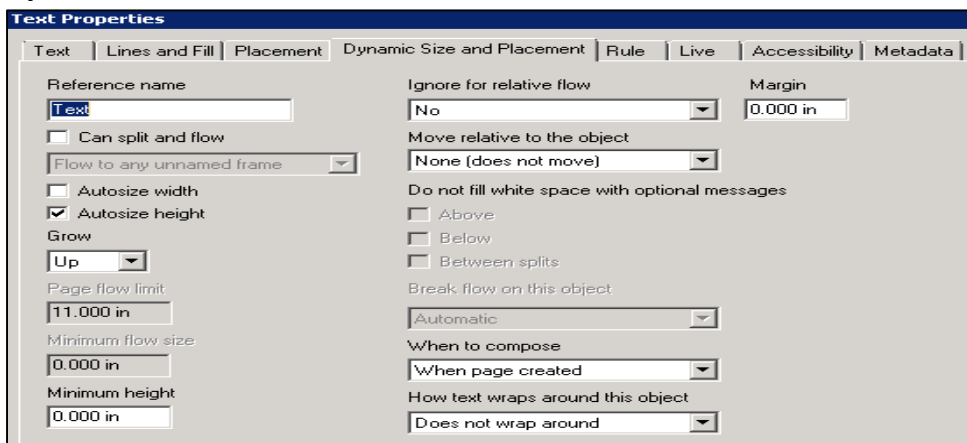 Text Properties
Text Lines and Fill Placement Dynamic Size and Placement Rule Live Accessibility Metadata
Reference name
Text
Can split and flow
Flow to any unnamed frame
Autosize width
Autosize height
Grow
Up
Page flow limit
11.000 in
Minimum flow size
0.000 in
Minimum height
0.000 in
Ignore for relative flow
No
Move relative to the object
None (does not move)
Do not fill white space with optional messages
Above
Below
Between splits
Break flow on this object
Automatic
When to compose
When page created
How text wraps around this object
Does not wrap around
Margin
0.000 in